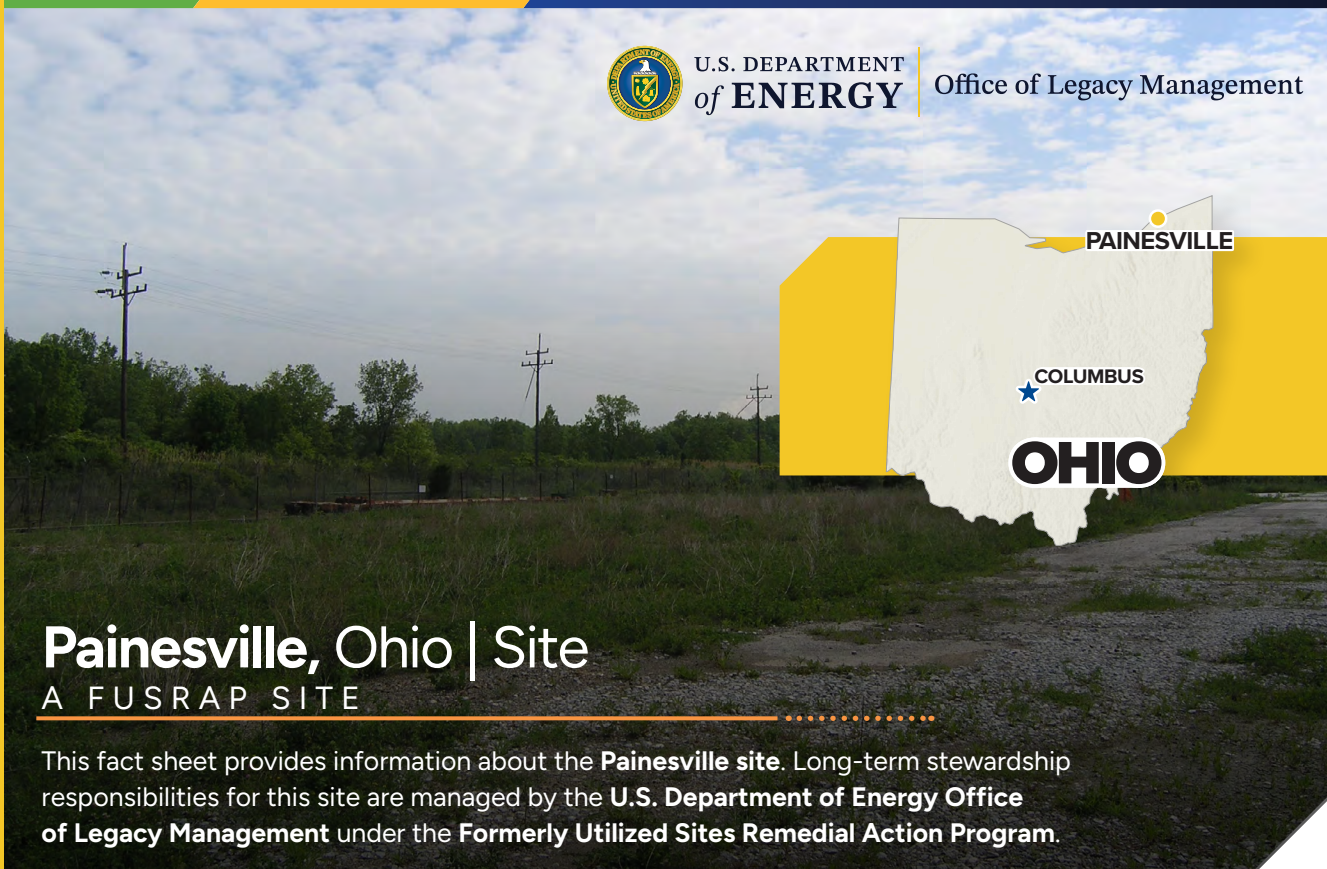 U.S. DEPARTMENT
of ENERGY
Office of Legacy Management
PAINESVILLE
COLUMBUS
OHIO
Painesville, Ohio | Site
A FUSRAP SITE
This fact sheet provides information about the Painesville site. Long-term stewardship
responsibilities for this site are managed by the U.S. Department of Energy Office
of Legacy Management under the Formerly Utilized Sites Remedial Action Program.